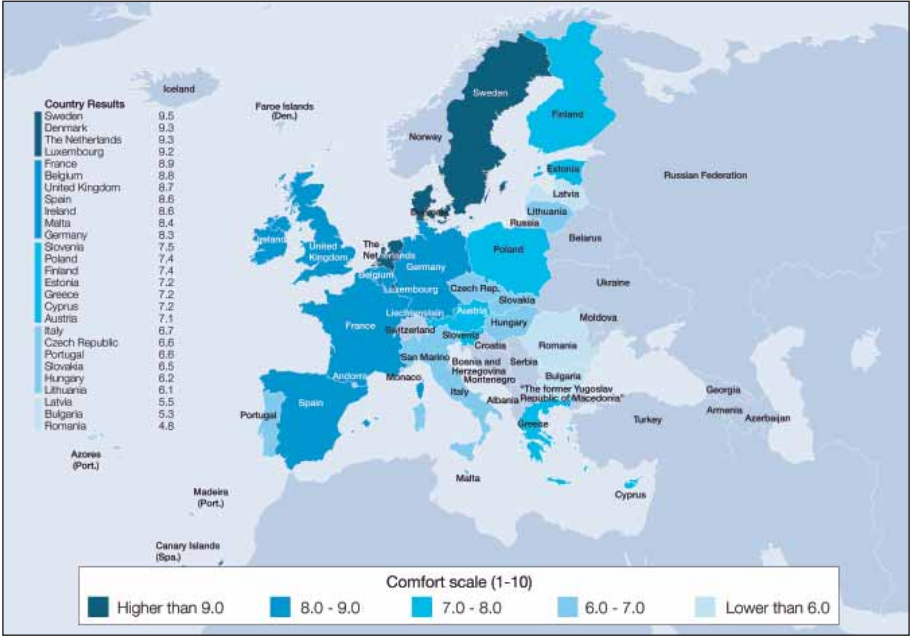 Country Results
Sweden 9.5
Denmark 9.3
The Netherlands 9.3
Luxembourg 9.2
France 8.9
Belgium 8.8
United Kingdom 8.7
Spain 8.6
Ireland 8.6
Malta 8.4
Germany 8.3
Slovenia 7.5
Poland 7.4
Finland 7.4
Estonia 7.2
Greece 7.2
Cyprus 7.2
Austria 7.1
Italy 6.7
Czech Republic 6.6
Portugal 6.6
Slovakia 6.5
Hungary 6.2
Lithuania 6.1
Latvia 5.5
Bulgaria 5.3
Romania 4.8
Iceland
Faroe Islands
(Den.)
Sweden
Finland
Norway
Estonia
Russian Federation
Latvia
Lithuania
Denmark
Russia
Belarus
Ireland
United
Kingdom
The
Netherlands
Poland
Germany
Belgium
Ukraine
Luxembourg
Czech Rep.
Slovakia
Liechtenstein
Austria
Moldova
France
Switzerland
Hungary
Slovenia
Croatia
Romania
San Marino
Bosnia and
Herzegovina
Serbia
Monaco
Montenegro
Bulgaria
Andorra
Italy
"The former Yugoslav
Republic of Macedonia"
Albania
Georgia
Spain
Portugal
Armenia
Azerbaijan
Turkey
Greece
Azores
(Port.)
Malta
Madeira
(Port.)
Cyprus
Canary Islands
(Spa.)
Comfort scale (1-10)
Higher than 9.0 8.0 - 9.0 7.0 - 8.0 6.0 - 7.0 Lower than 6.0